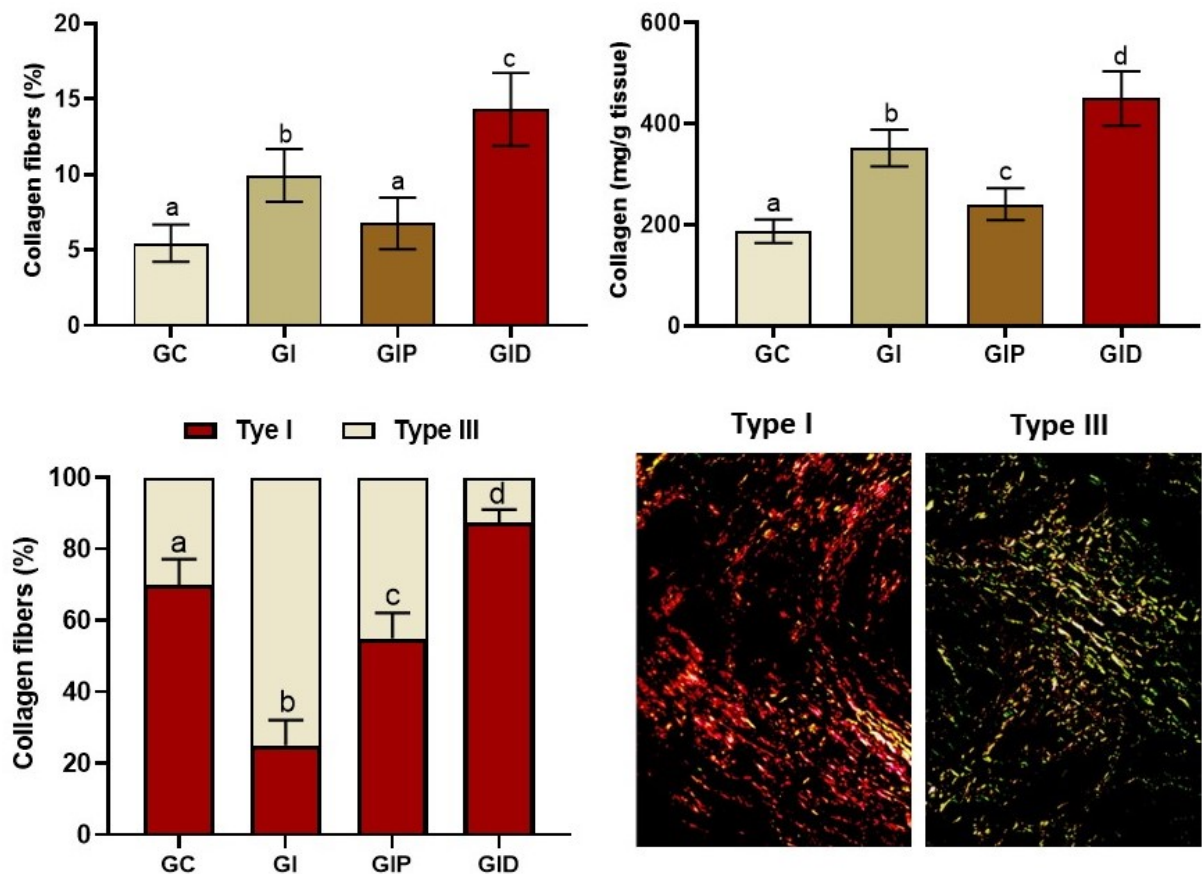 Collagen fibers (%)
20
15
10
5
0
a
b
a
c
GC GI GIP GID
Collagen (mg/g tissue)
600
400
200
0
a
b
c
d
GC GI GIP GID
Tye I Type III
Collagen fibers (%)
100
80
60
40
20
0
a
b
c
d
GC GI GIP GID
Type I Type III